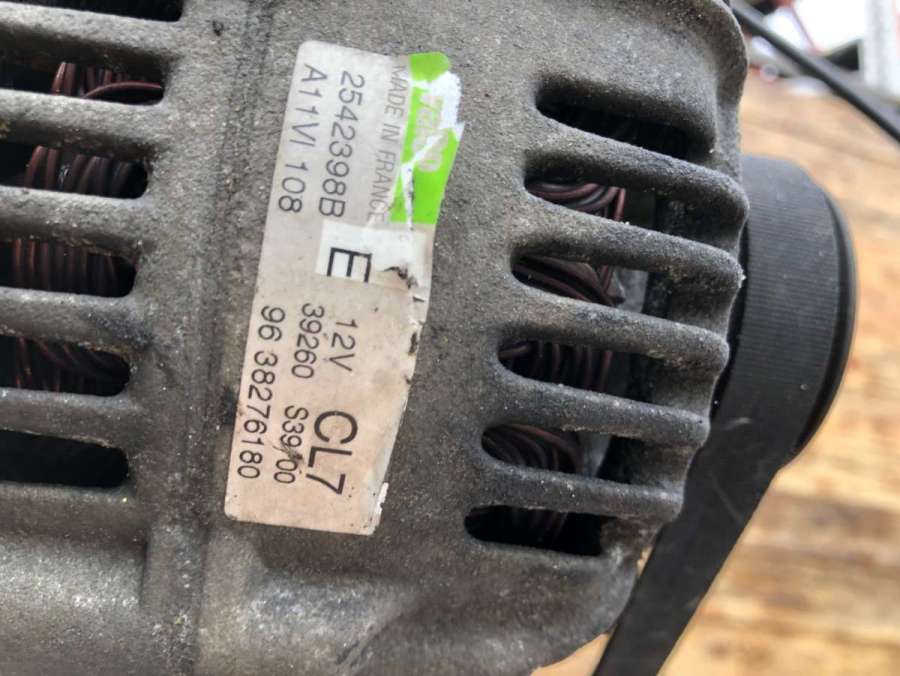 MADE IN FRANCE
E
2542398B 12V CL7
A11VI 108 39260 S39/00
96 38276180